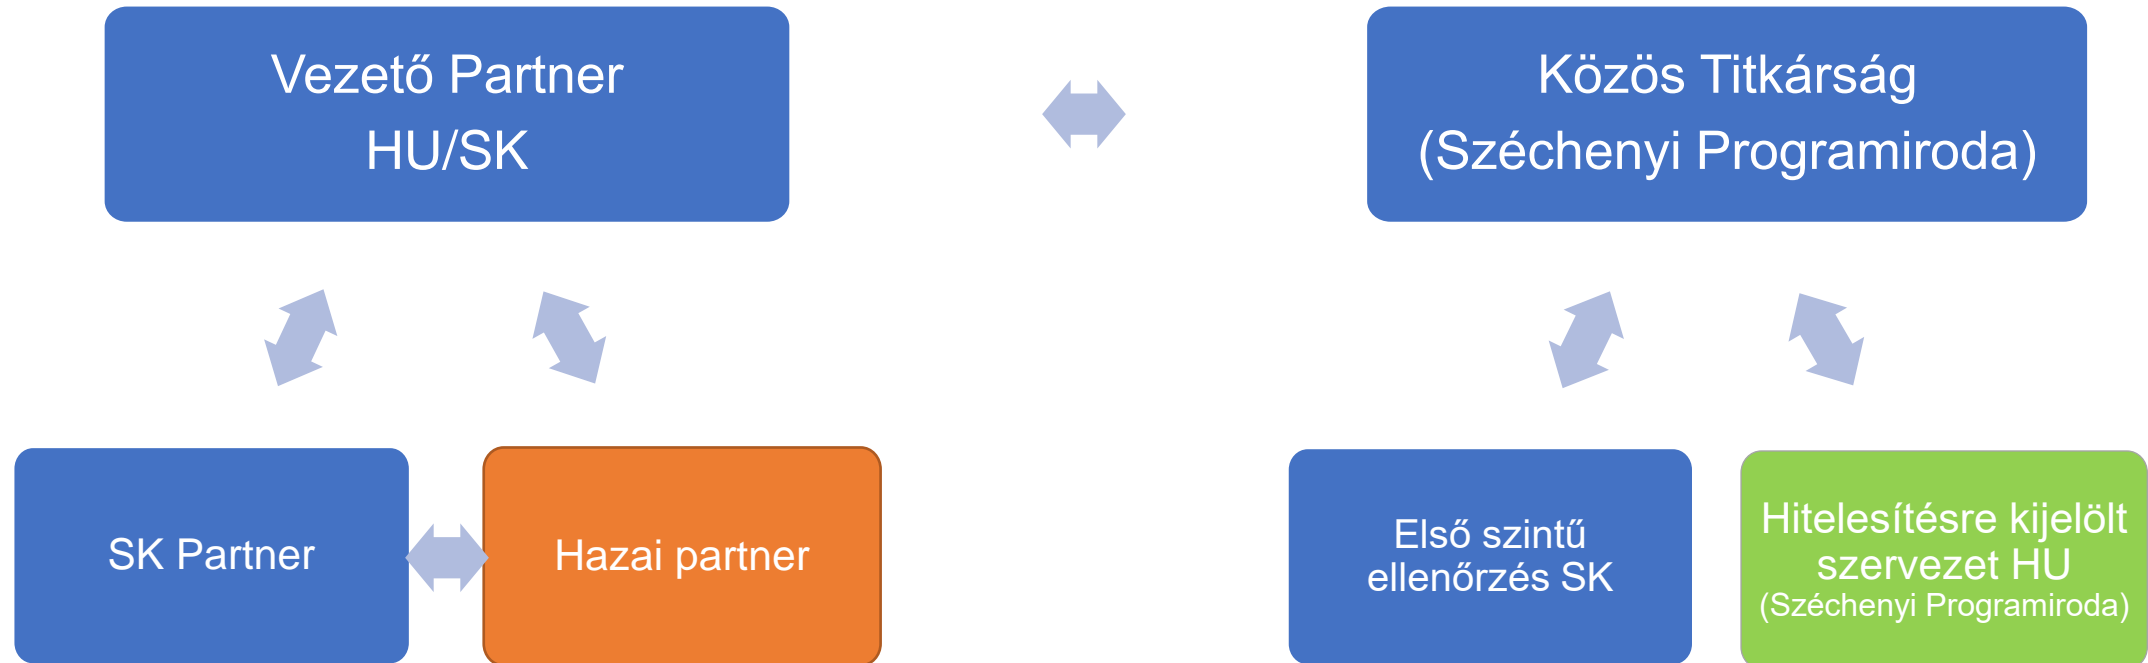 Vezető Partner
HU/SK
Közös Titkárság
(Széchenyi Programiroda)
SK Partner
Hazai partner
Első szintű
ellenőrzés SK
Hitelesítésre kijelölt
szervezet HU
(Széchenyi Programiroda)